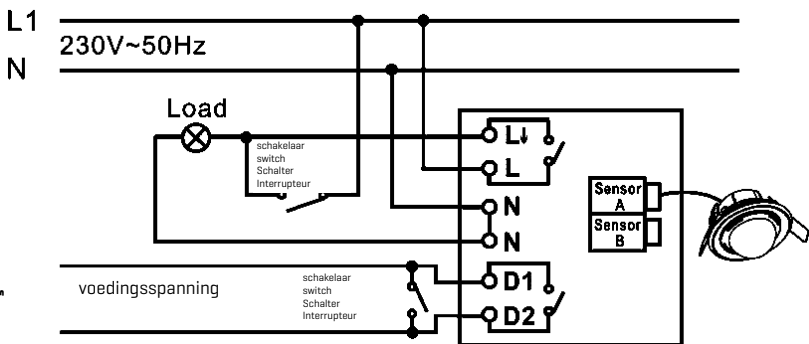 L1
230V~50Hz
N
Load
schakelaar
switch
Schalter
Interrupteur
L↓
L
N
N
Sensor
A
Sensor
B
voedingsspanning
schakelaar
switch
Schalter
Interrupteur
D1
D2